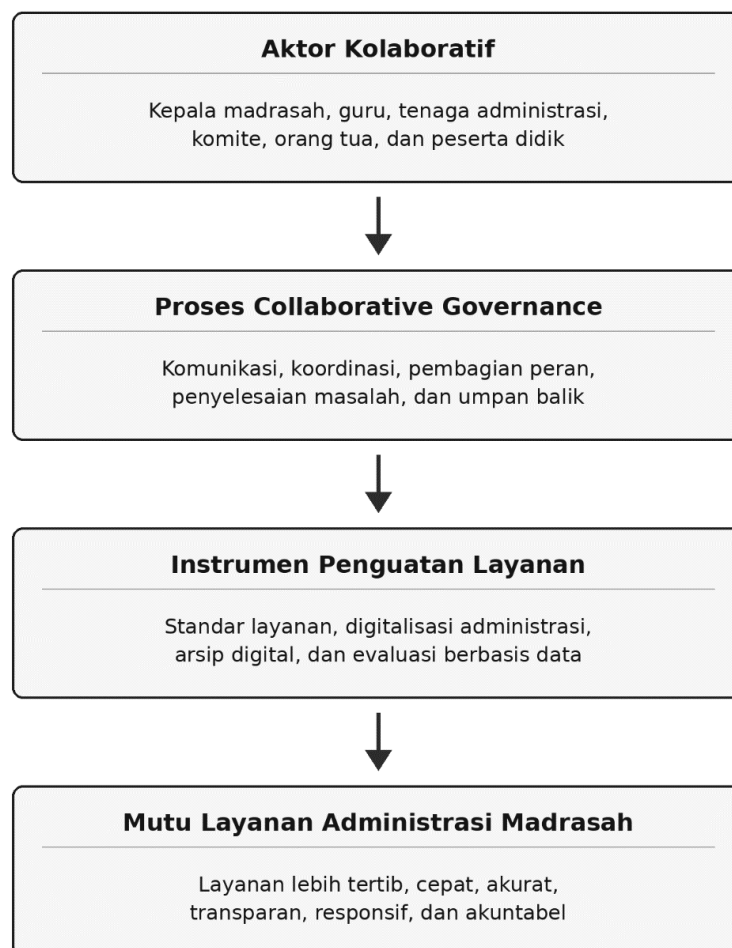 Aktor Kolaboratif
Kepala madrasah, guru, tenaga administrasi,
komite, orang tua, dan peserta didik
Proses Collaborative Governance
Komunikasi, koordinasi, pembagian peran,
penyelesaian masalah, dan umpan balik
Instrumen Penguatan Layanan
Standar layanan, digitalisasi administrasi,
arsip digital, dan evaluasi berbasis data
Mutu Layanan Administrasi Madrasah
Layanan lebih tertib, cepat, akurat,
transparan, responsif, dan akuntabel